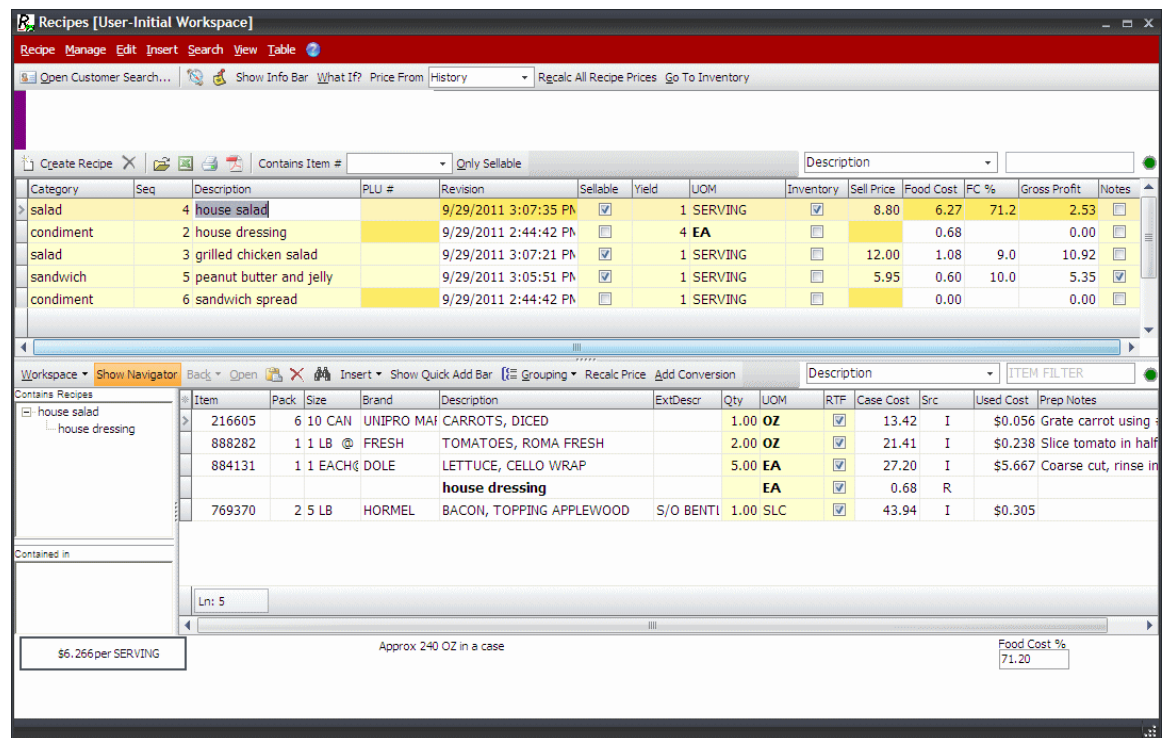 Recipes [User-Initial Workspace]
Recipe Manage Edit Insert Search View Table
Open Customer Search... Show Info Bar What If? Price From History Recalc All Recipe Prices Go To Inventory
Create Recipe Contains Item # Only Sellable Description
Category Seq Description PLU # Revision Sellable Yield UOM Inventory Sell Price Food Cost FC % Gross Profit Notes
salad 4 house salad 9/29/2011 3:07:35 PM 1 SERVING 8.80 6.27 71.2 2.53
condiment 2 house dressing 9/29/2011 2:44:42 PM 4 EA 0.68 0.00
salad 3 grilled chicken salad 9/29/2011 3:07:21 PM 1 SERVING 12.00 1.08 9.0 10.92
sandwich 5 peanut butter and jelly 9/29/2011 3:05:51 PM 1 SERVING 5.95 0.60 10.0 5.35
condiment 6 sandwich spread 9/29/2011 2:44:42 PM 1 SERVING 0.00 0.00
Workspace Show Navigator Back Open Insert Show Quick Add Bar Grouping Recalc Price Add Conversion Description ITEM FILTER
Contains Recipes
house salad
house dressing
Item Pack Size Brand Description ExtDescr Qty UOM RTF Case Cost Src Used Cost Prep Notes
216605 6 10 CAN UNIPRO MAI CARROTS, DICED 1.00 OZ 13.42 I $0.056 Grate carrot using
888282 1 1 LB @ FRESH TOMATOES, ROMA FRESH 2.00 OZ 21.41 I $0.238 Slice tomato in half
884131 1 1 EACH@ DOLE LETTUCE, CELLO WRAP 5.00 EA 27.20 I $5.667 Coarse cut, rinse in
house dressing EA 0.68 R
769370 2 5 LB HORMEL BACON, TOPPING APPLEWOOD S/O BENTL 1.00 SLC 43.94 I $0.305
Contained in
Ln: 5
$6.266per SERVING
Approx 240 OZ in a case
Food Cost %
71.20